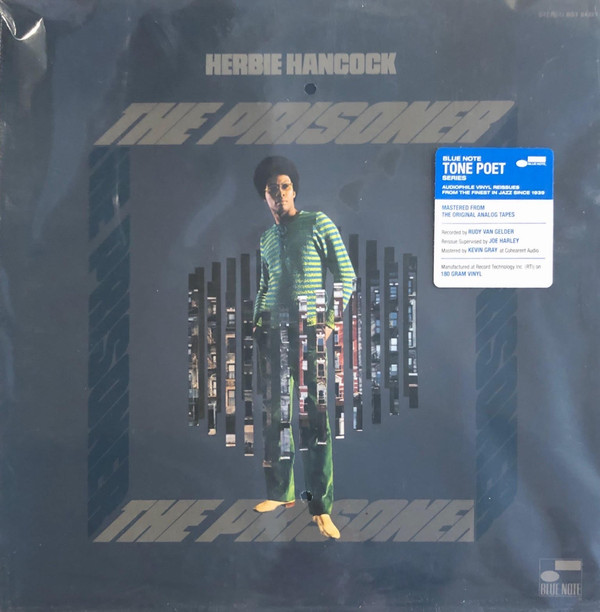 HERBIE HANCOCK
THE PRISONER
BLUE NOTE
TONE POET
SERIES
BLUE NOTE
AUDIOPHILE VINYL REISSUES
FROM THE FINEST IN JAZZ SINCE 1939
MASTERED FROM
THE ORIGINAL ANALOG TAPES
Recorded by RUDY VAN GELDER
Reissue Supervised by JOE HARLEY
Mastered by KEVIN GRAY at Cohearent Audio
Manufactured at Record Technology Inc. (RTI) on
180 GRAM VINYL
THE PRISONER
BLUE NOTE